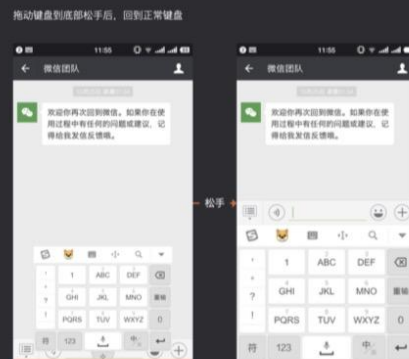 拖动键盘到底部松手后，回到正常键盘
11:55
微信团队
欢迎你再次回到微信。如果你在使
用过程中有任何的问题或建议，记
得给我发信反馈哦。
1 ABC DEF
GHI JKL MNO 重输
? PQRS TUV WXYZ 0
符 123 中
松手
11:55
微信团队
欢迎你再次回到微信。如果你在使
用过程中有任何的问题或建议，记
得给我发信反馈哦。
1 ABC DEF
GHI JKL MNO 重输
? PQRS TUV WXYZ 0
符 123 中